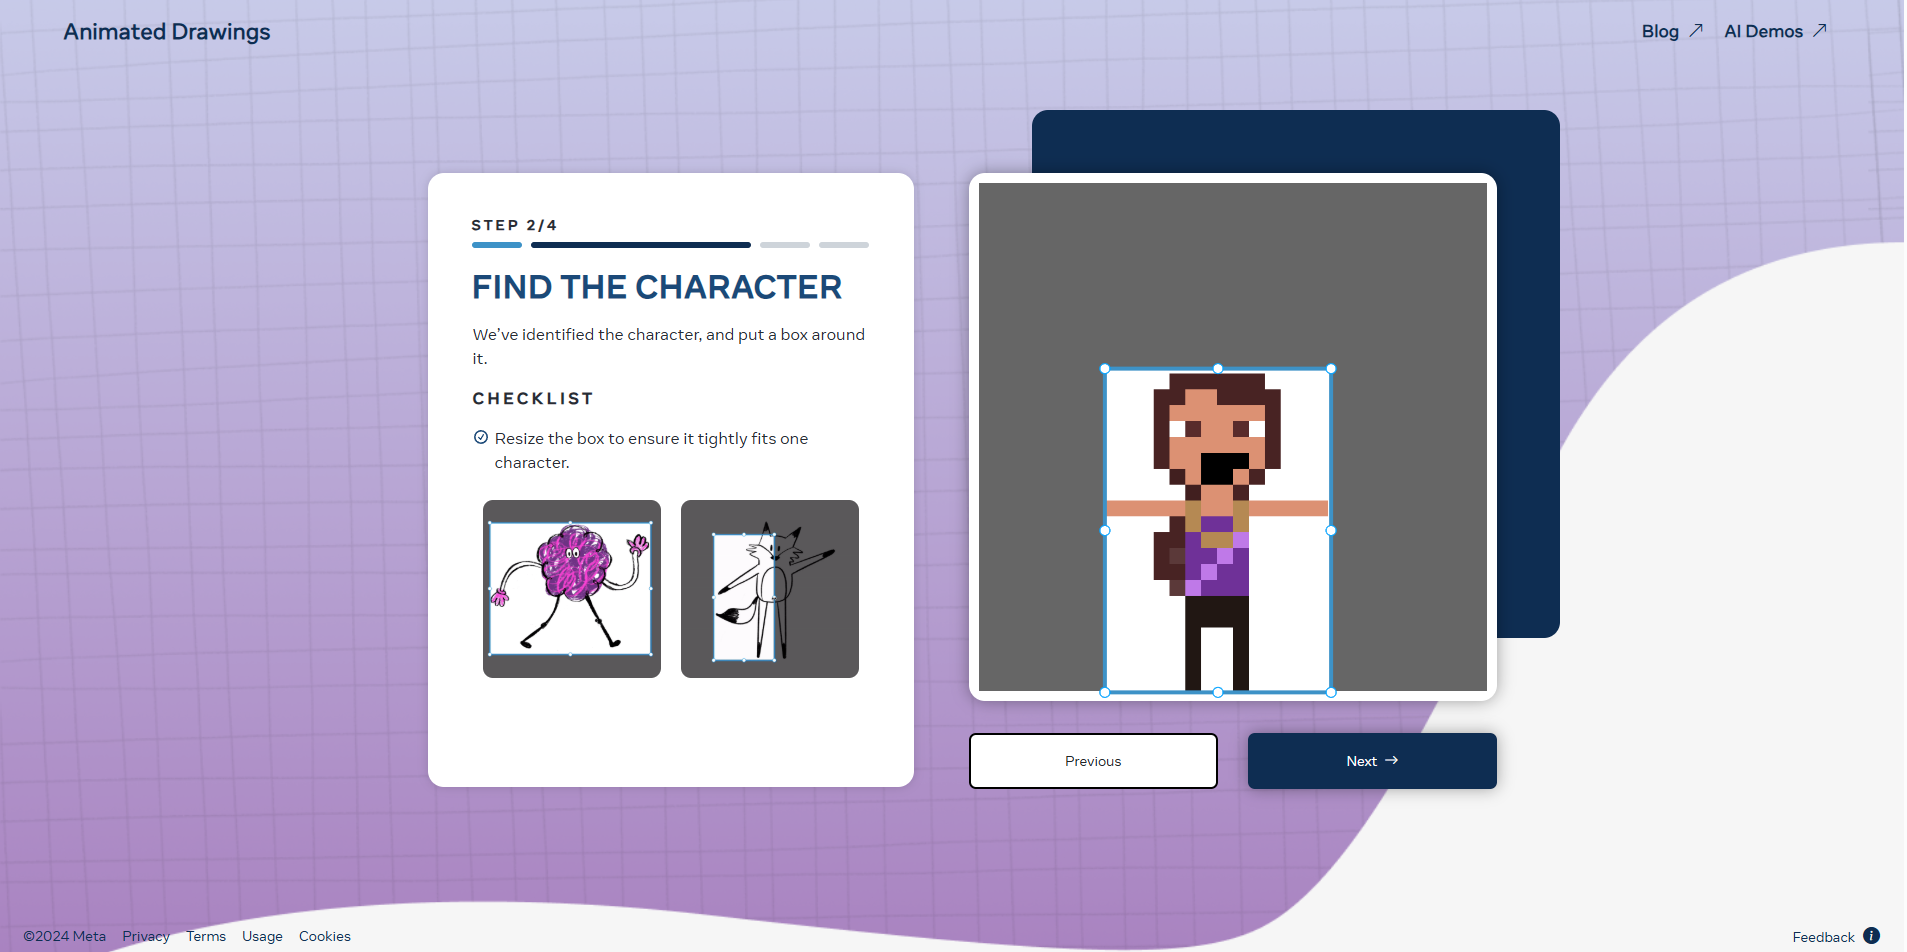 Animated Drawings
Blog
AI Demos
STEP 2/4
FIND THE CHARACTER
We've identified the character, and put a box around
it.
CHECKLIST
Resize the box to ensure it tightly fits one
character.
Previous
Next
©2024 Meta
Privacy
Terms
Usage
Cookies
Feedback